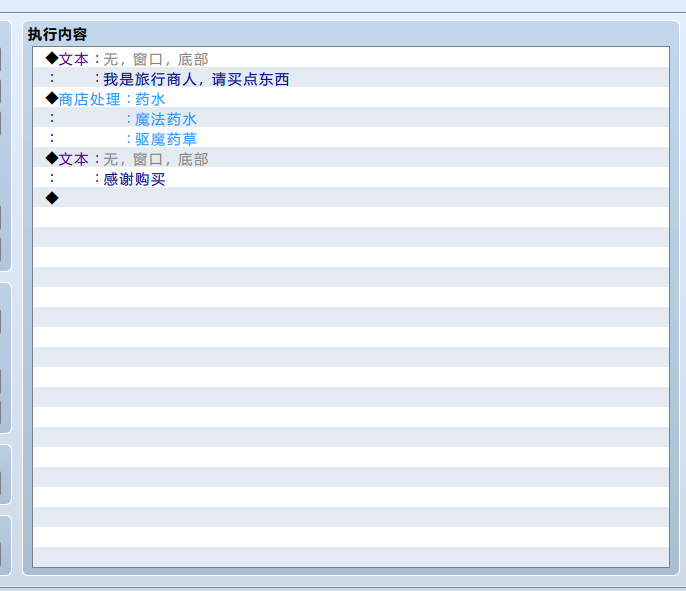 执行内容
◆文本：无, 窗口, 底部
：　　：我是旅行商人, 请买点东西
◆商店处理：药水
：　　　　：魔法药水
：　　　　：驱魔药草
◆文本：无, 窗口, 底部
：　　：感谢购买
◆